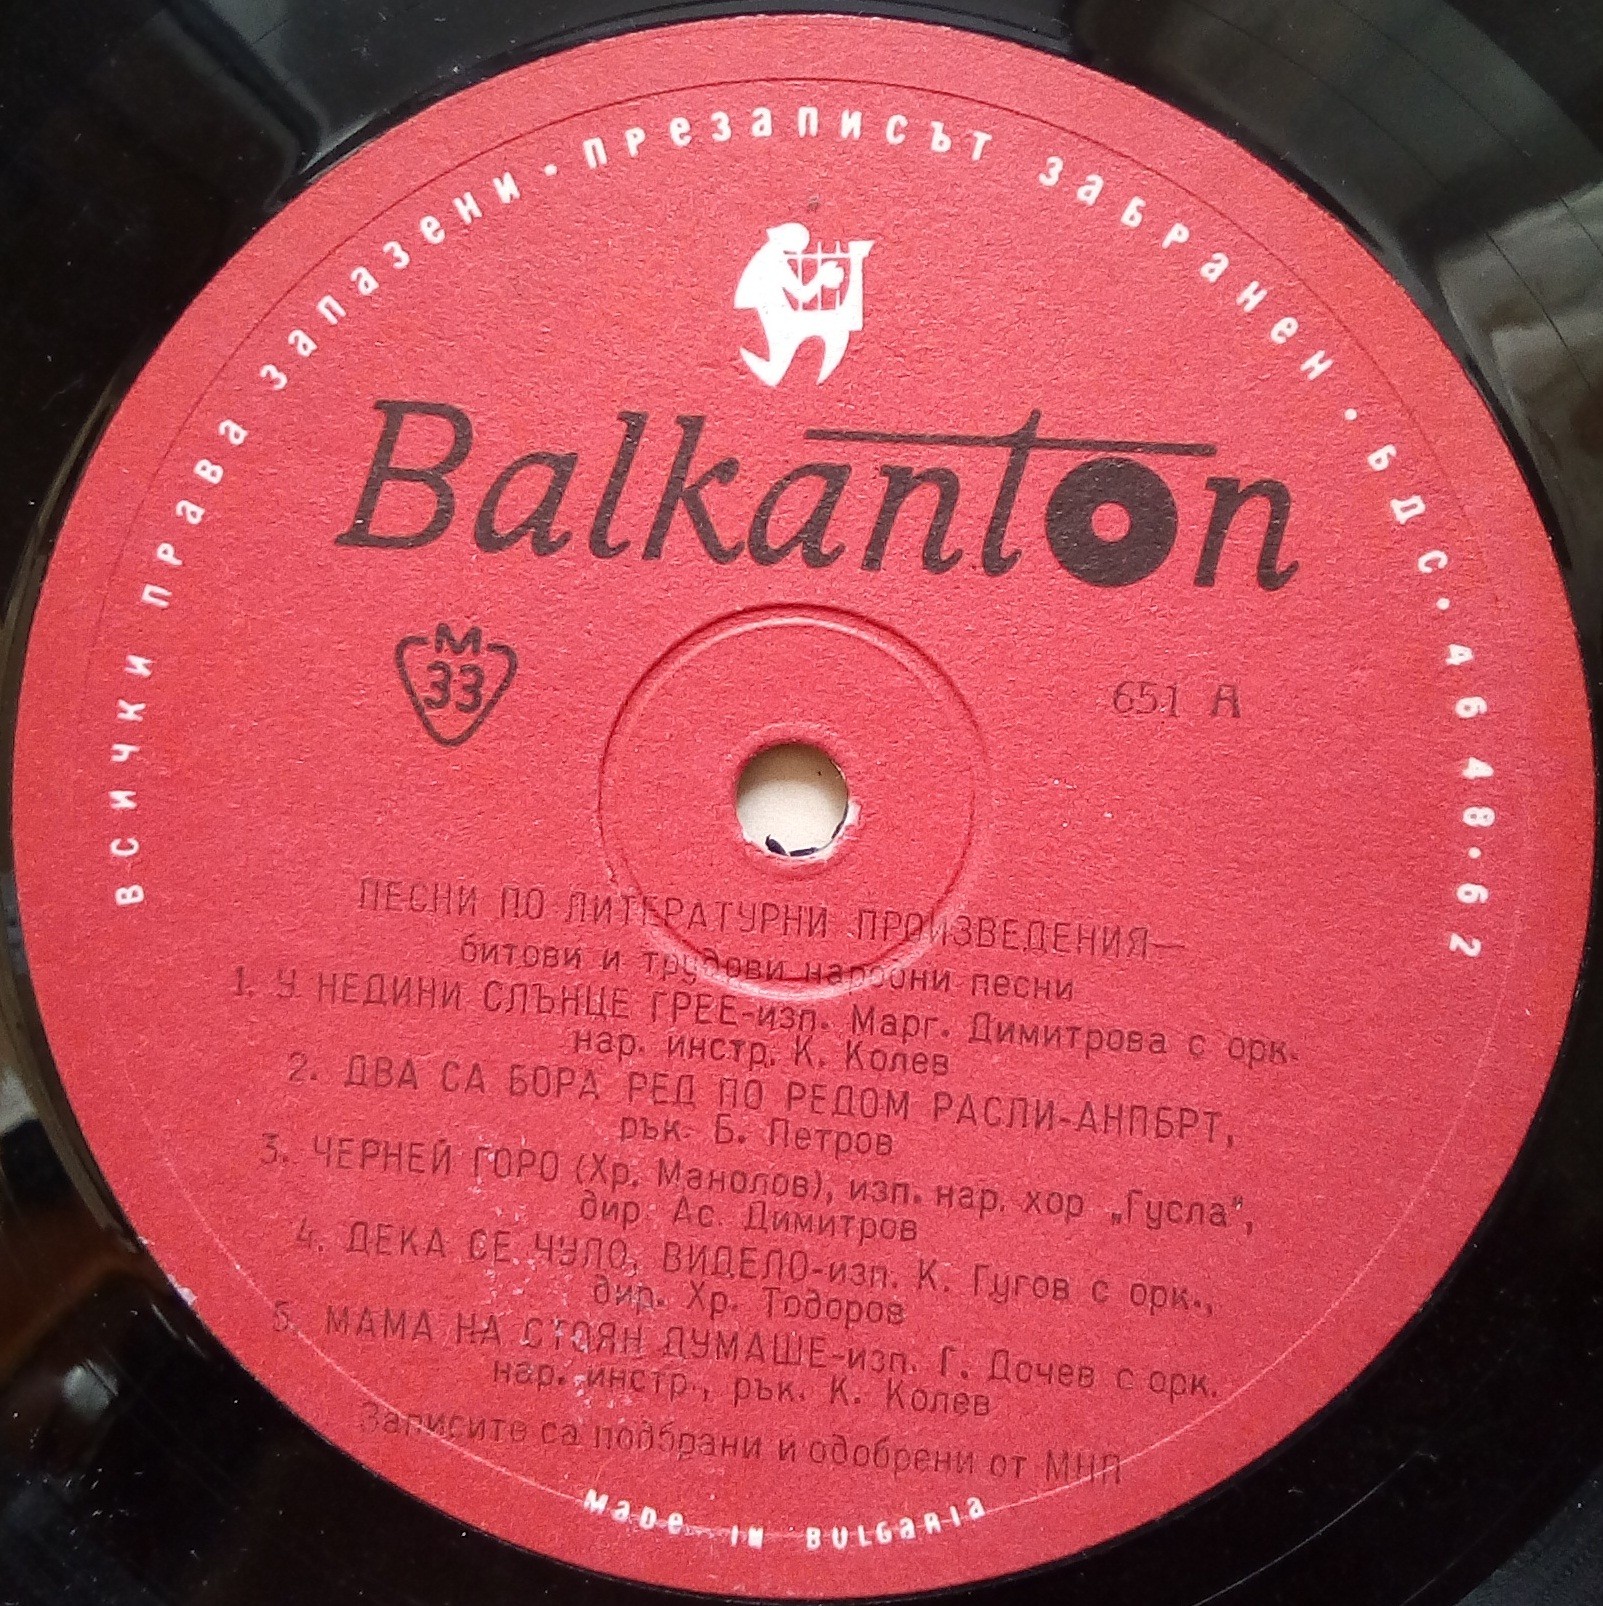 ВСИЧКИ ПРАВА ЗАПАЗЕНИ · ПРЕЗАПИСЪТ ЗАБРАНЕН · БДС · 4648 · 62
Balkanton
М
33
651 А
ПЕСНИ ПО ЛИТЕРАТУРНИ ПРОИЗВЕДЕНИЯ—
битови и трудови народни песни
1. У НЕДИНИ СЛЪНЦЕ ГРЕЕ-изп. Марг. Димитрова с орк.
нар. инстр. К. Колев
2. ДВА СА БОРА РЕД ПО РЕДОМ РАСЛИ-АНПБРТ,
рък. Б. Петров
3. ЧЕРНЕЙ ГОРО (Хр. Манолов), изп. нар. хор „Гусла",
дир. Ас. Димитров
4. ДЕКА СЕ ЧУЛО, ВИДЕЛО-изп. К. Гугов с орк.,
дир. Хр. Тодоров
5. МАМА НА СТОЯН ДУМАШЕ-изп. Г. Дочев с орк.
нар. инстр., рък. К. Колев
Записите са подбрани и одобрени от МНП
MADE IN BULGARIA